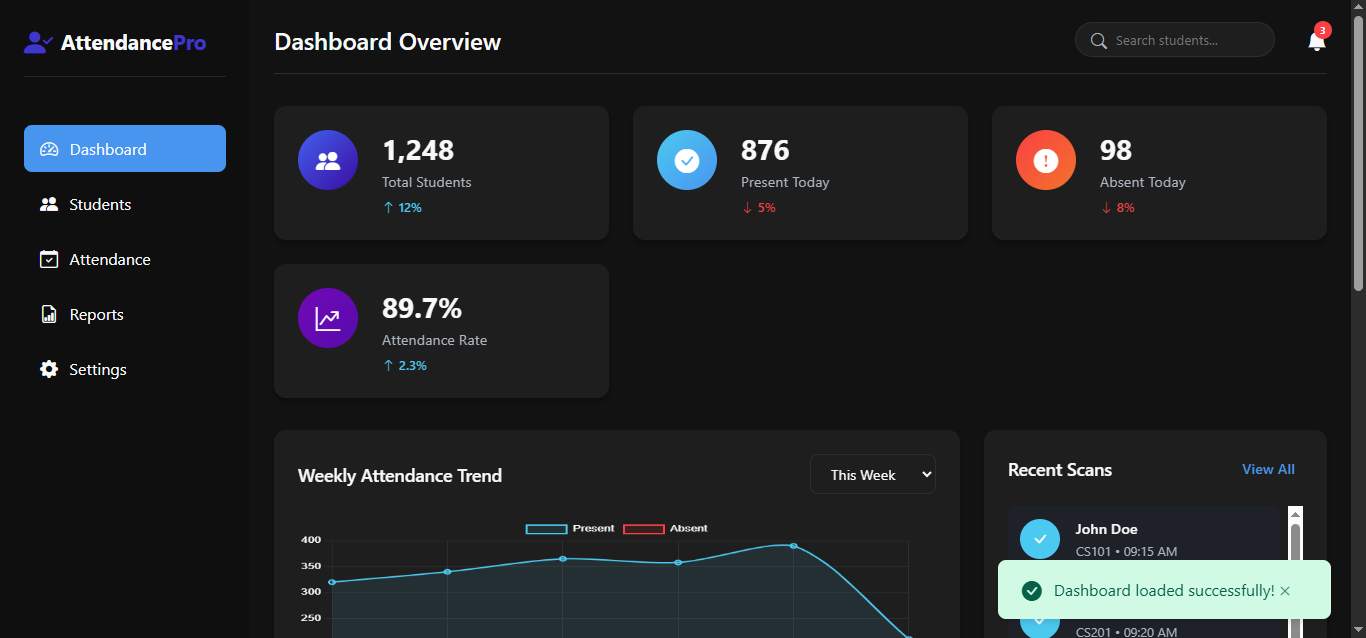 AttendancePro
Dashboard
Students
Attendance
Reports
Settings
Dashboard Overview
Search students...
3
1,248
Total Students
↑ 12%
876
Present Today
↓ 5%
98
Absent Today
↓ 8%
89.7%
Attendance Rate
↑ 2.3%
Weekly Attendance Trend
This Week
Present
Absent
400
350
300
250
Recent Scans
View All
John Doe
CS101 • 09:15 AM
Dashboard loaded successfully! ×
CS201 • 09:20 AM